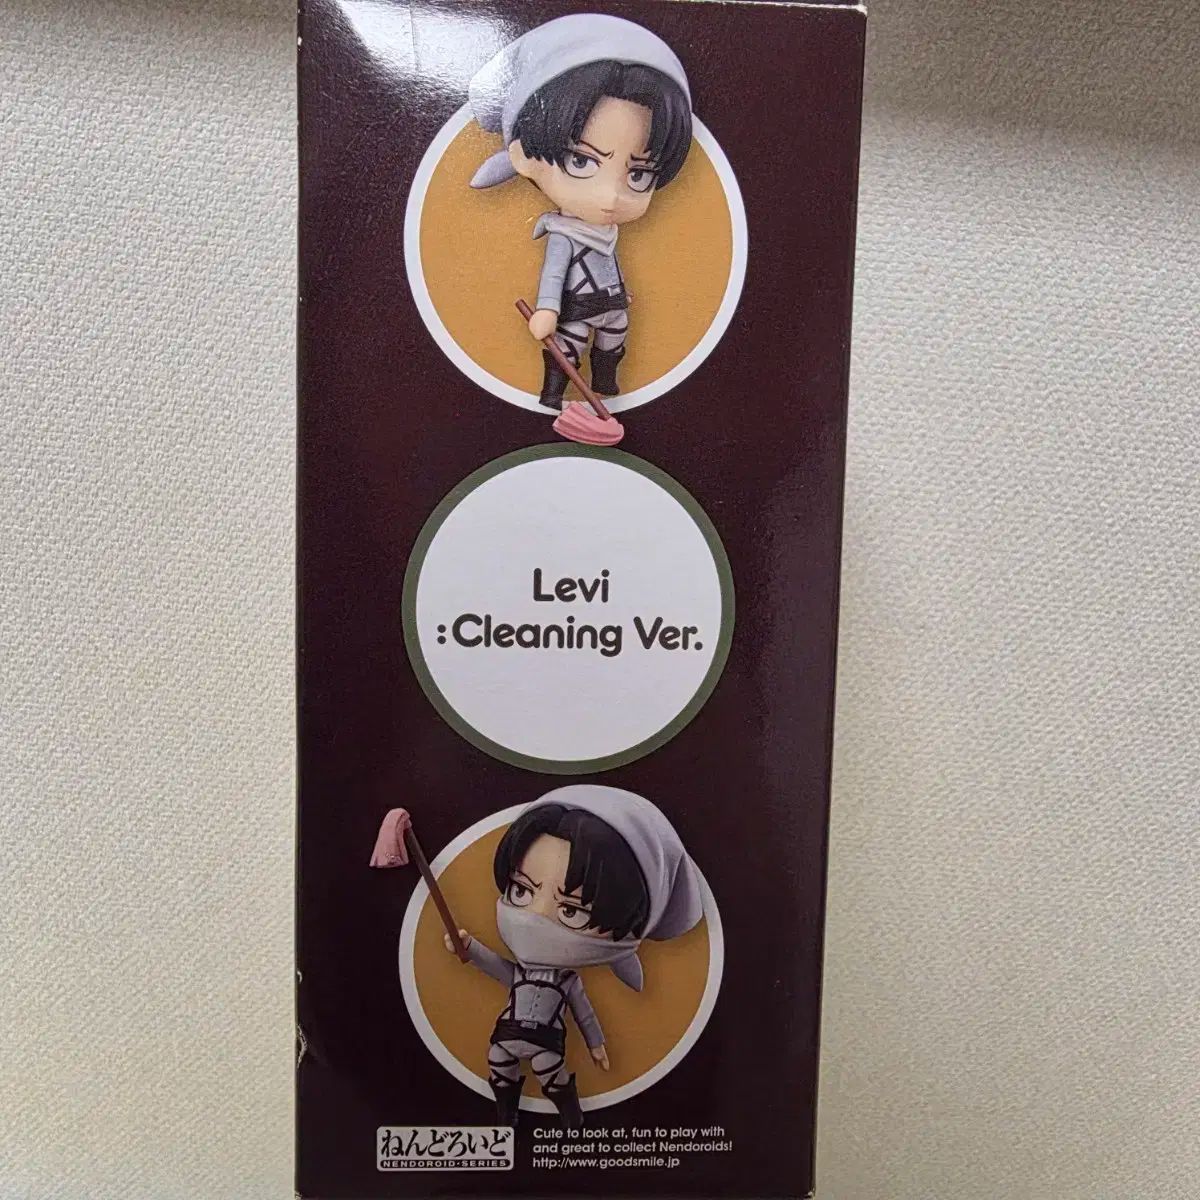 Levi
:Cleaning Ver.
ねんどろいど
NENDOROID·SERIES
Cute to look at, fun to play with
and great to collect Nendoroids!
http://www.goodsmile.jp